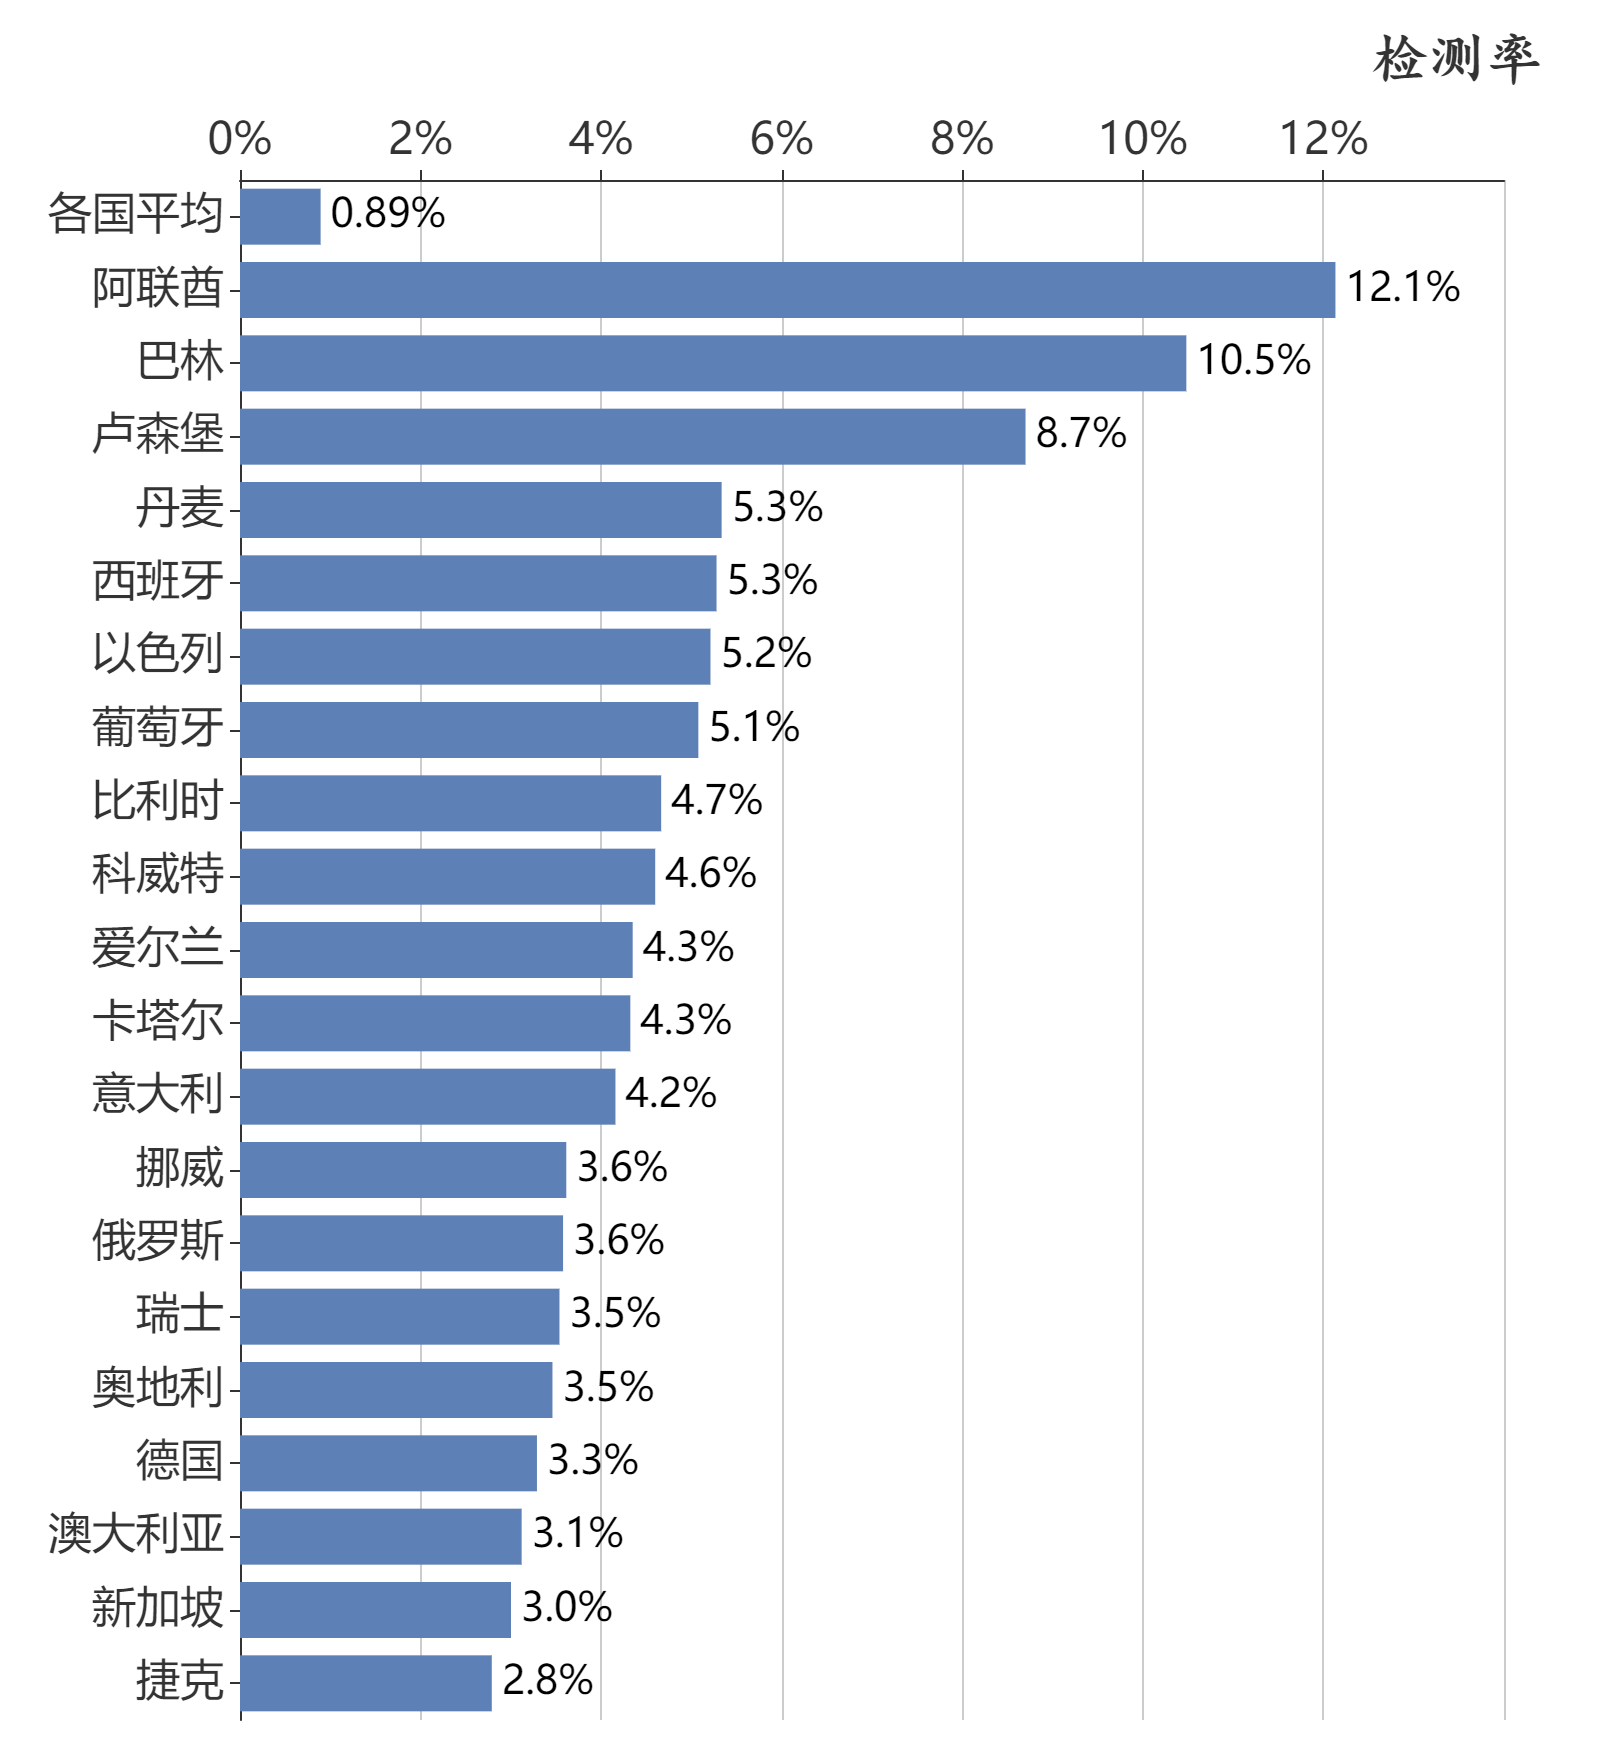 检测率
0% 2% 4% 6% 8% 10% 12%
各国平均 0.89%
阿联酋 12.1%
巴林 10.5%
卢森堡 8.7%
丹麦 5.3%
西班牙 5.3%
以色列 5.2%
葡萄牙 5.1%
比利时 4.7%
科威特 4.6%
爱尔兰 4.3%
卡塔尔 4.3%
意大利 4.2%
挪威 3.6%
俄罗斯 3.6%
瑞士 3.5%
奥地利 3.5%
德国 3.3%
澳大利亚 3.1%
新加坡 3.0%
捷克 2.8%